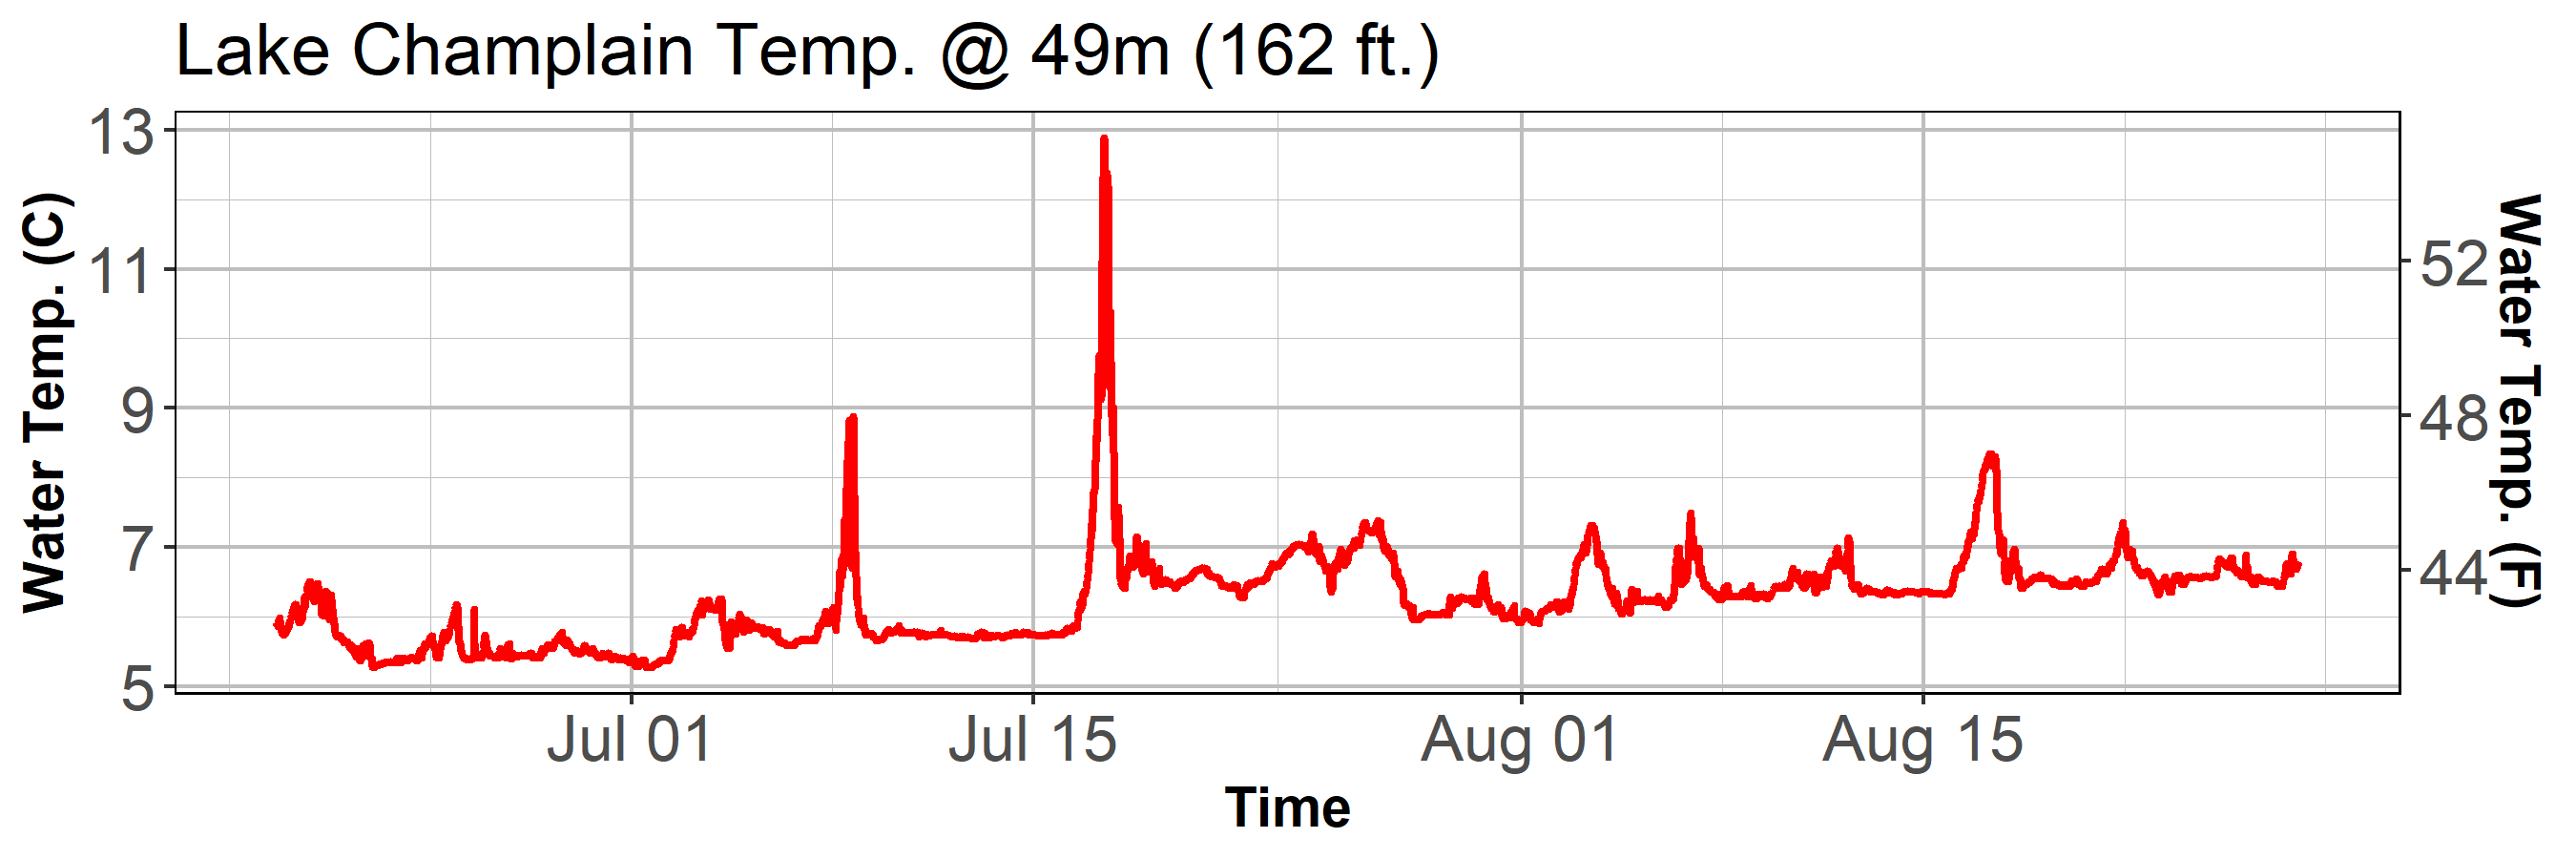 Lake Champlain Temp. @ 49m (162 ft.)
Water Temp. (C)
13
11
9
7
5
52
48
44
Water Temp. (F)
Jul 01
Jul 15
Aug 01
Aug 15
Time